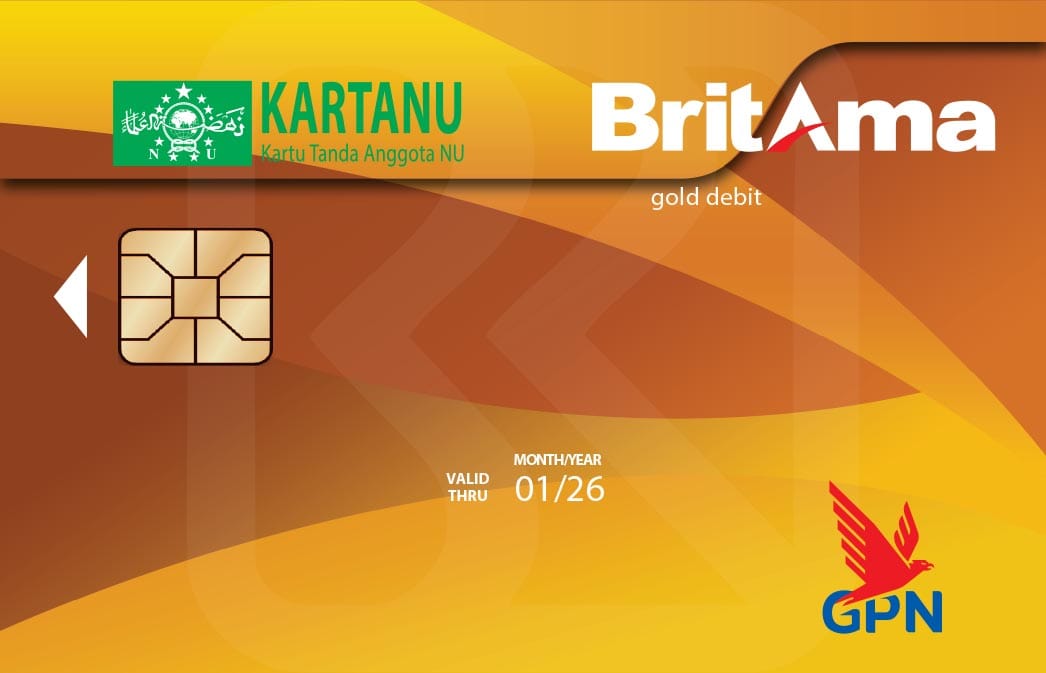 KARTANU
Kartu Tanda Anggota NU
N U
BritAma
gold debit
MONTH/YEAR
VALID
THRU
01/26
GPN